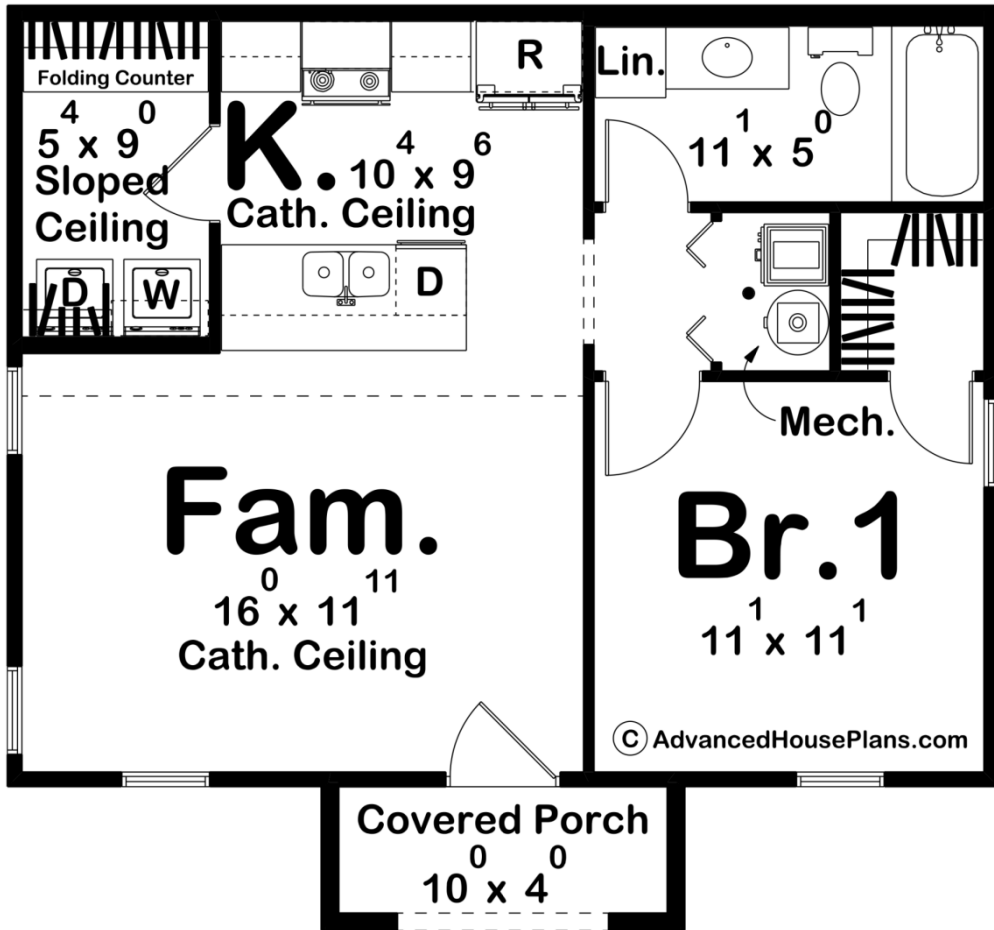 Folding Counter
5⁴ x 9⁰
Sloped
Ceiling
D
W
K. 10⁴ x 9⁶
Cath. Ceiling
R
D
Lin.
11¹ x 5⁰
Mech.
Fam.
16⁰ x 11¹¹
Cath. Ceiling
Br.1
11¹ x 11¹
© AdvancedHousePlans.com
Covered Porch
10⁰ x 4⁰